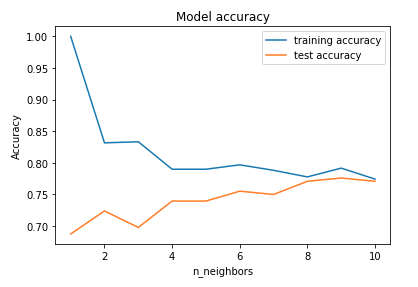 Model accuracy
training accuracy
test accuracy
Accuracy
1.00
0.95
0.90
0.85
0.80
0.75
0.70
2 4 6 8 10
n_neighbors